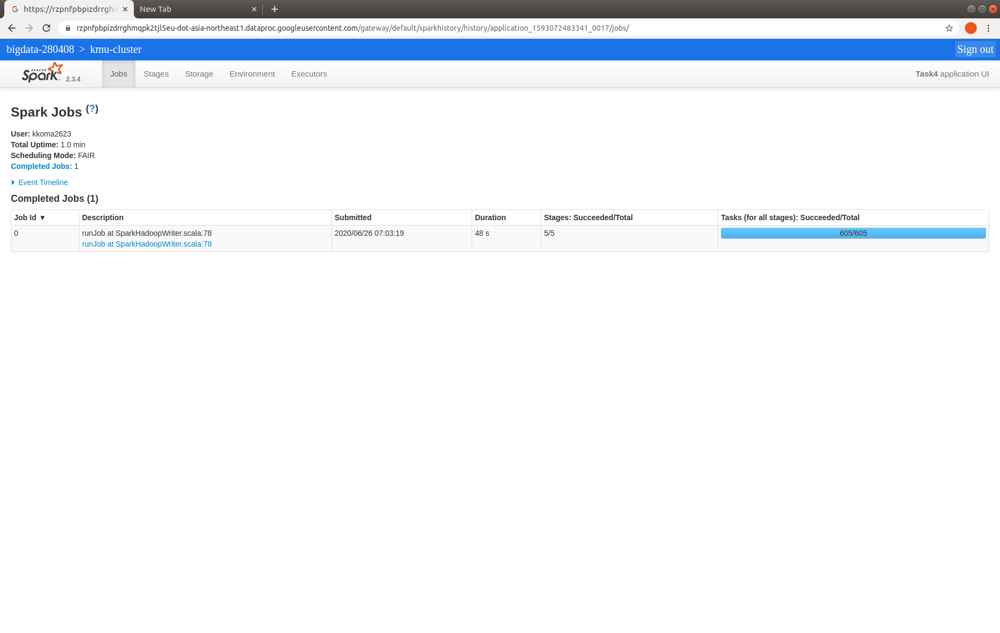 https://rzpnfpbpizdrrghm
New Tab
rzpnfpbpizdrrghmqpk2tjl5eu-dot-asia-northeast1.dataproc.googleusercontent.com/gateway/default/sparkhistory/history/application_1593072483341_0017/jobs/
bigdata-280408 > kmu-cluster
Sign out
APACHE
Spark 2.3.4
Jobs Stages Storage Environment Executors
Task4 application UI
Spark Jobs (?)
User: kkoma2623
Total Uptime: 1.0 min
Scheduling Mode: FAIR
Completed Jobs: 1
Event Timeline
Completed Jobs (1)
Job Id ▼ Description Submitted Duration Stages: Succeeded/Total Tasks (for all stages): Succeeded/Total
0 runJob at SparkHadoopWriter.scala:78 2020/06/26 07:03:19 48 s 5/5 605/605
runJob at SparkHadoopWriter.scala:78